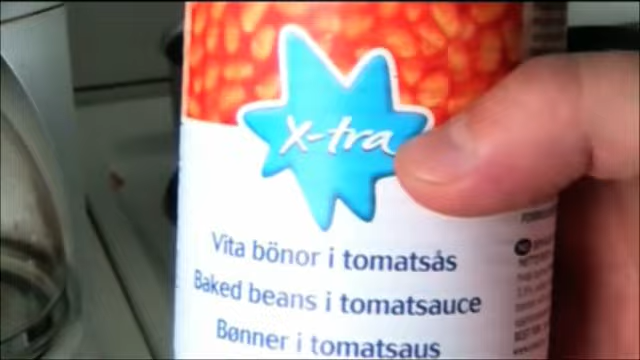 X-tra
Vita bönor i tomatsås
Baked beans i tomatsauce
Bønner i tomatsaus